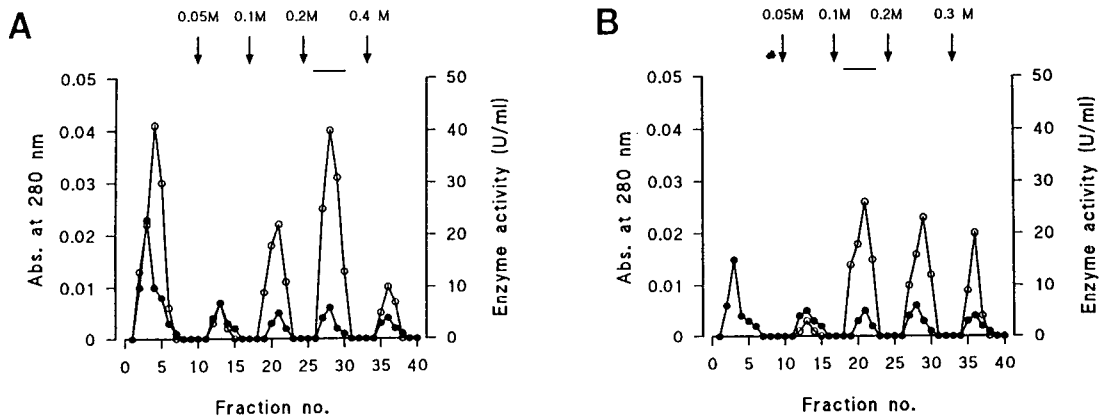 A
0.05M 0.1M 0.2M 0.4 M
0.05
0.04
0.03
0.02
0.01
0
Abs. at 280 nm
50
40
30
20
10
0
Enzyme activity (U/ml)
0 5 10 15 20 25 30 35 40
Fraction no.
B
0.05M 0.1M 0.2M 0.3 M
0.05
0.04
0.03
0.02
0.01
0
Abs. at 280 nm
50
40
30
20
10
0
Enzyme activity (U/ml)
0 5 10 15 20 25 30 35 40
Fraction no.